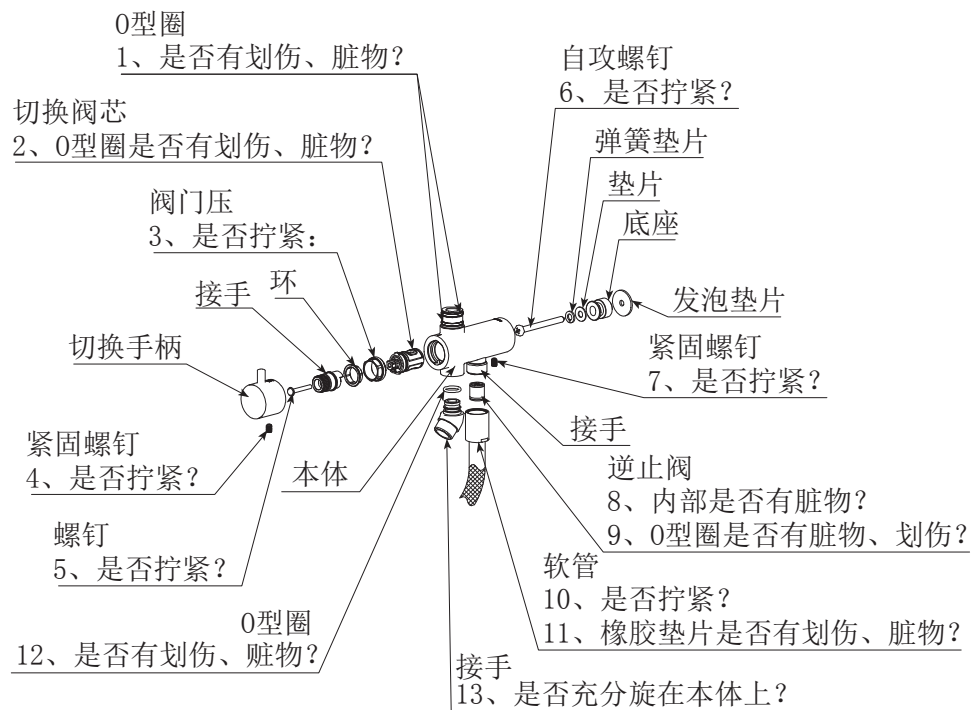 O型圈
1、是否有划伤、脏物？
自攻螺钉
6、是否拧紧？
切换阀芯
2、O型圈是否有划伤、脏物？
弹簧垫片
垫片
阀门压
3、是否拧紧：
底座
环
接手
发泡垫片
切换手柄
紧固螺钉
7、是否拧紧？
接手
紧固螺钉
4、是否拧紧？
本体
逆止阀
8、内部是否有脏物？
9、O型圈是否有脏物、划伤？
螺钉
5、是否拧紧？
软管
10、是否拧紧？
11、橡胶垫片是否有划伤、脏物？
O型圈
12、是否有划伤、赃物？
接手
13、是否充分旋在本体上？